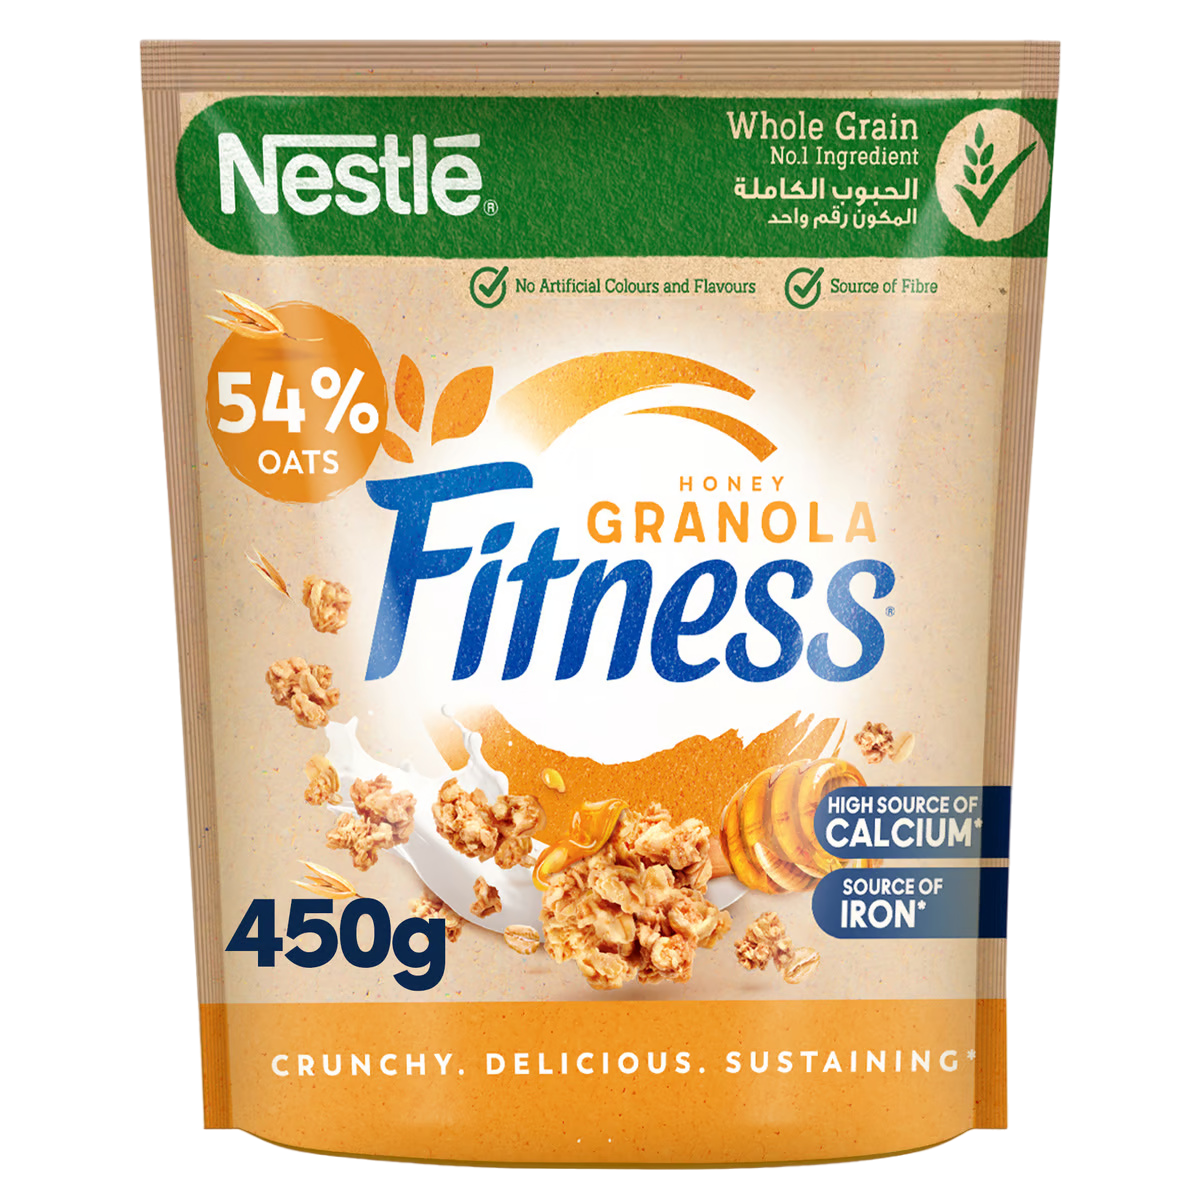 Nestlé®
Whole Grain
No.1 Ingredient
الحبوب الكاملة
المكون رقم واحد
No Artificial Colours and Flavours
Source of Fibre
54%
OATS
HONEY
GRANOLA
Fitness®
HIGH SOURCE OF
CALCIUM*
SOURCE OF
IRON*
450g
CRUNCHY. DELICIOUS. SUSTAINING*